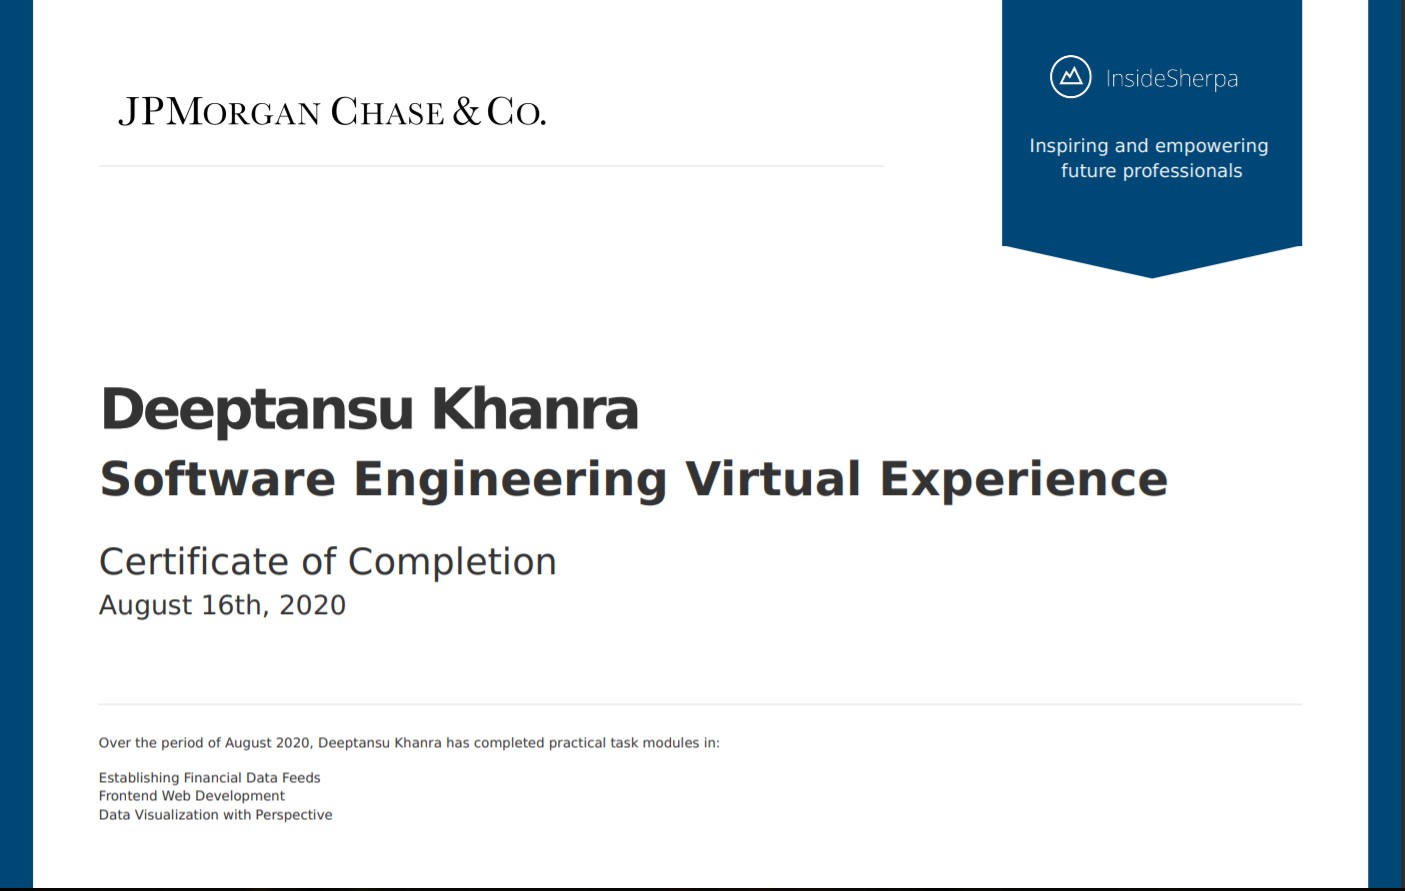 JPMORGAN CHASE & CO.
InsideSherpa
Inspiring and empowering
future professionals
Deeptansu Khanra
Software Engineering Virtual Experience
Certificate of Completion
August 16th, 2020
Over the period of August 2020, Deeptansu Khanra has completed practical task modules in:
Establishing Financial Data Feeds
Frontend Web Development
Data Visualization with Perspective